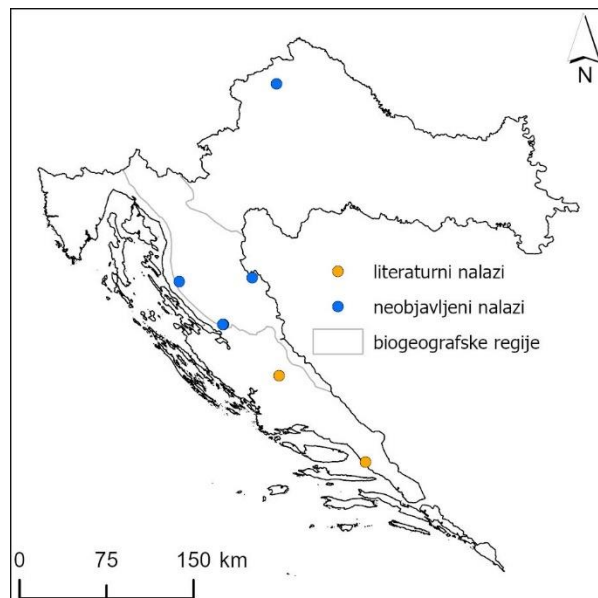 N
literaturni nalazi
neobjavljeni nalazi
biogeografske regije
0 75 150 km